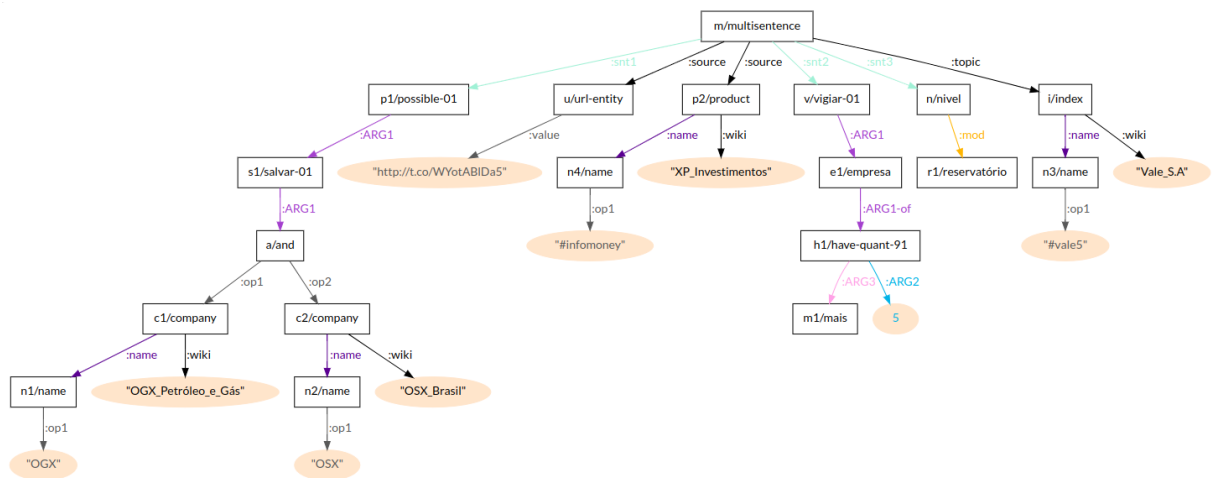 m/multisentence
:snt1 :source :source :snt2 :snt3 :topic
p1/possible-01 u/url-entity p2/product v/vigiar-01 n/nivel i/index
:ARG1 :value :name :wiki :ARG1 :mod :name :wiki
s1/salvar-01 "http://t.co/WYotABlDa5" n4/name "XP_Investimentos" e1/empresa r1/reservatório n3/name "Vale_S.A"
:ARG1 :op1 :ARG1-of :op1
a/and "#infomoney" h1/have-quant-91 "#vale5"
:op1 :op2 :ARG3 :ARG2
c1/company c2/company m1/mais 5
:name :wiki :name :wiki
n1/name "OGX_Petróleo_e_Gás" n2/name "OSX_Brasil"
:op1 :op1
"OGX" "OSX"